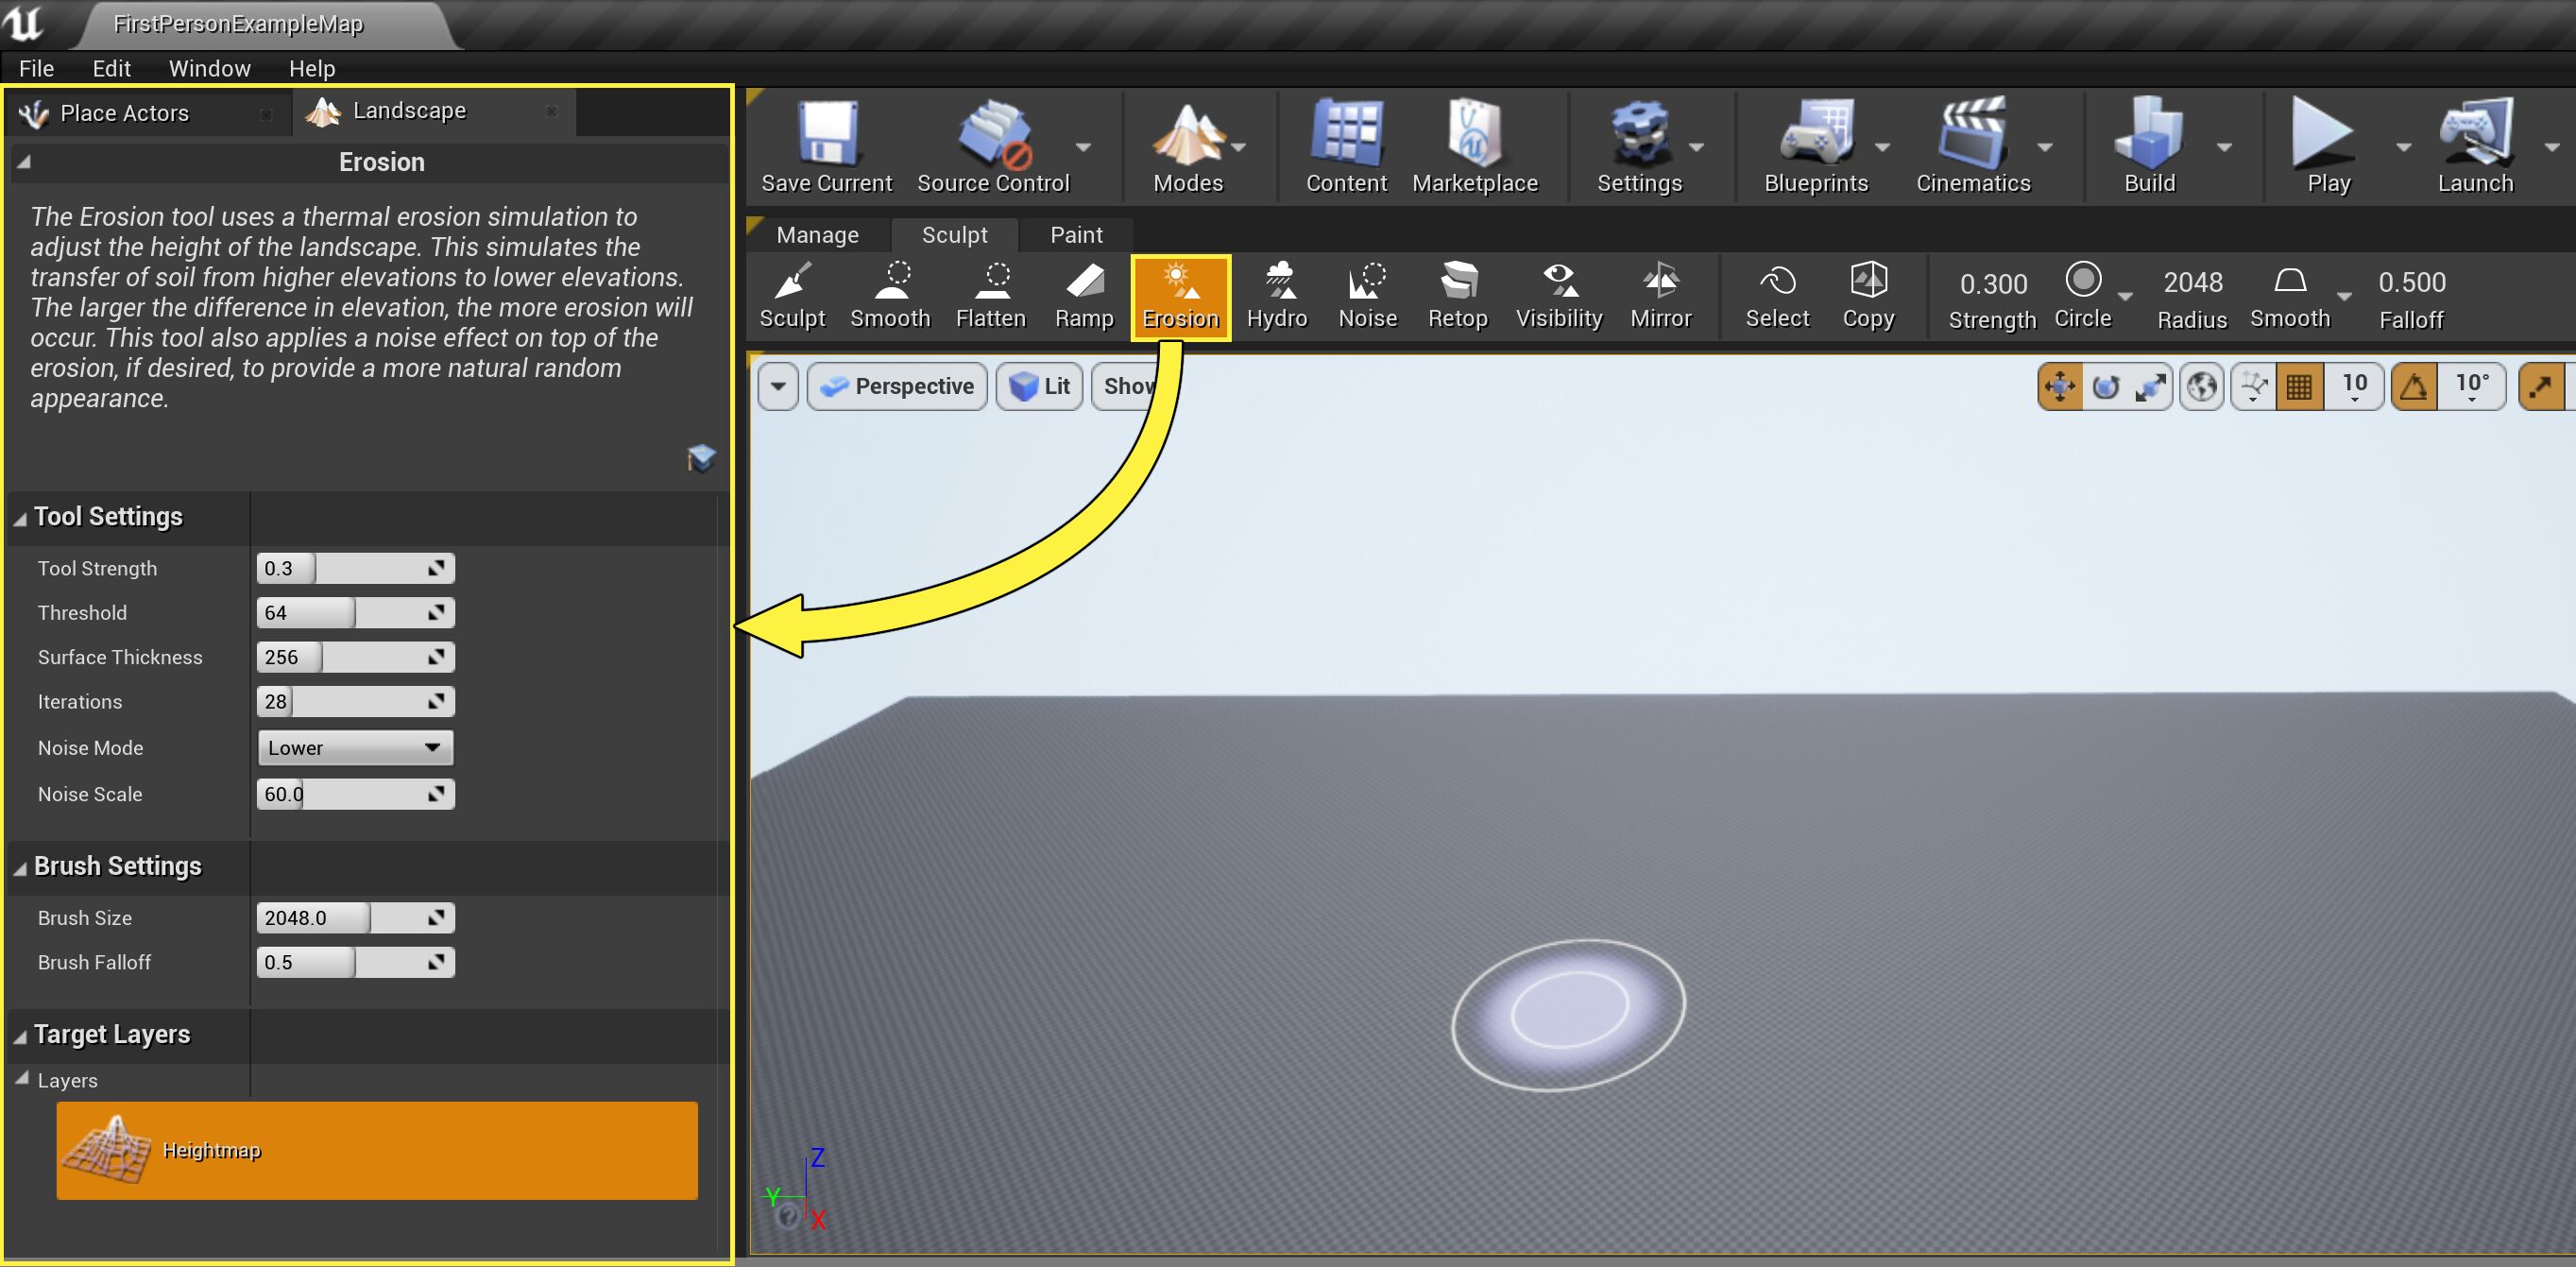 FirstPersonExampleMap
File Edit Window Help
Place Actors Landscape
Erosion
The Erosion tool uses a thermal erosion simulation to
adjust the height of the landscape. This simulates the
transfer of soil from higher elevations to lower elevations.
The larger the difference in elevation, the more erosion will
occur. This tool also applies a noise effect on top of the
erosion, if desired, to provide a more natural random
appearance.
Tool Settings
Tool Strength 0.3
Threshold 64
Surface Thickness 256
Iterations 28
Noise Mode Lower
Noise Scale 60.0
Brush Settings
Brush Size 2048.0
Brush Falloff 0.5
Target Layers
Layers
Heightmap
Save Current Source Control Modes Content Marketplace Settings Blueprints Cinematics Build Play Launch
Manage Sculpt Paint
Sculpt Smooth Flatten Ramp Erosion Hydro Noise Retop Visibility Mirror Select Copy
0.300 2048 0.500
Strength Circle Radius Smooth Falloff
Perspective Lit Show 10 10°
Z
Y
X